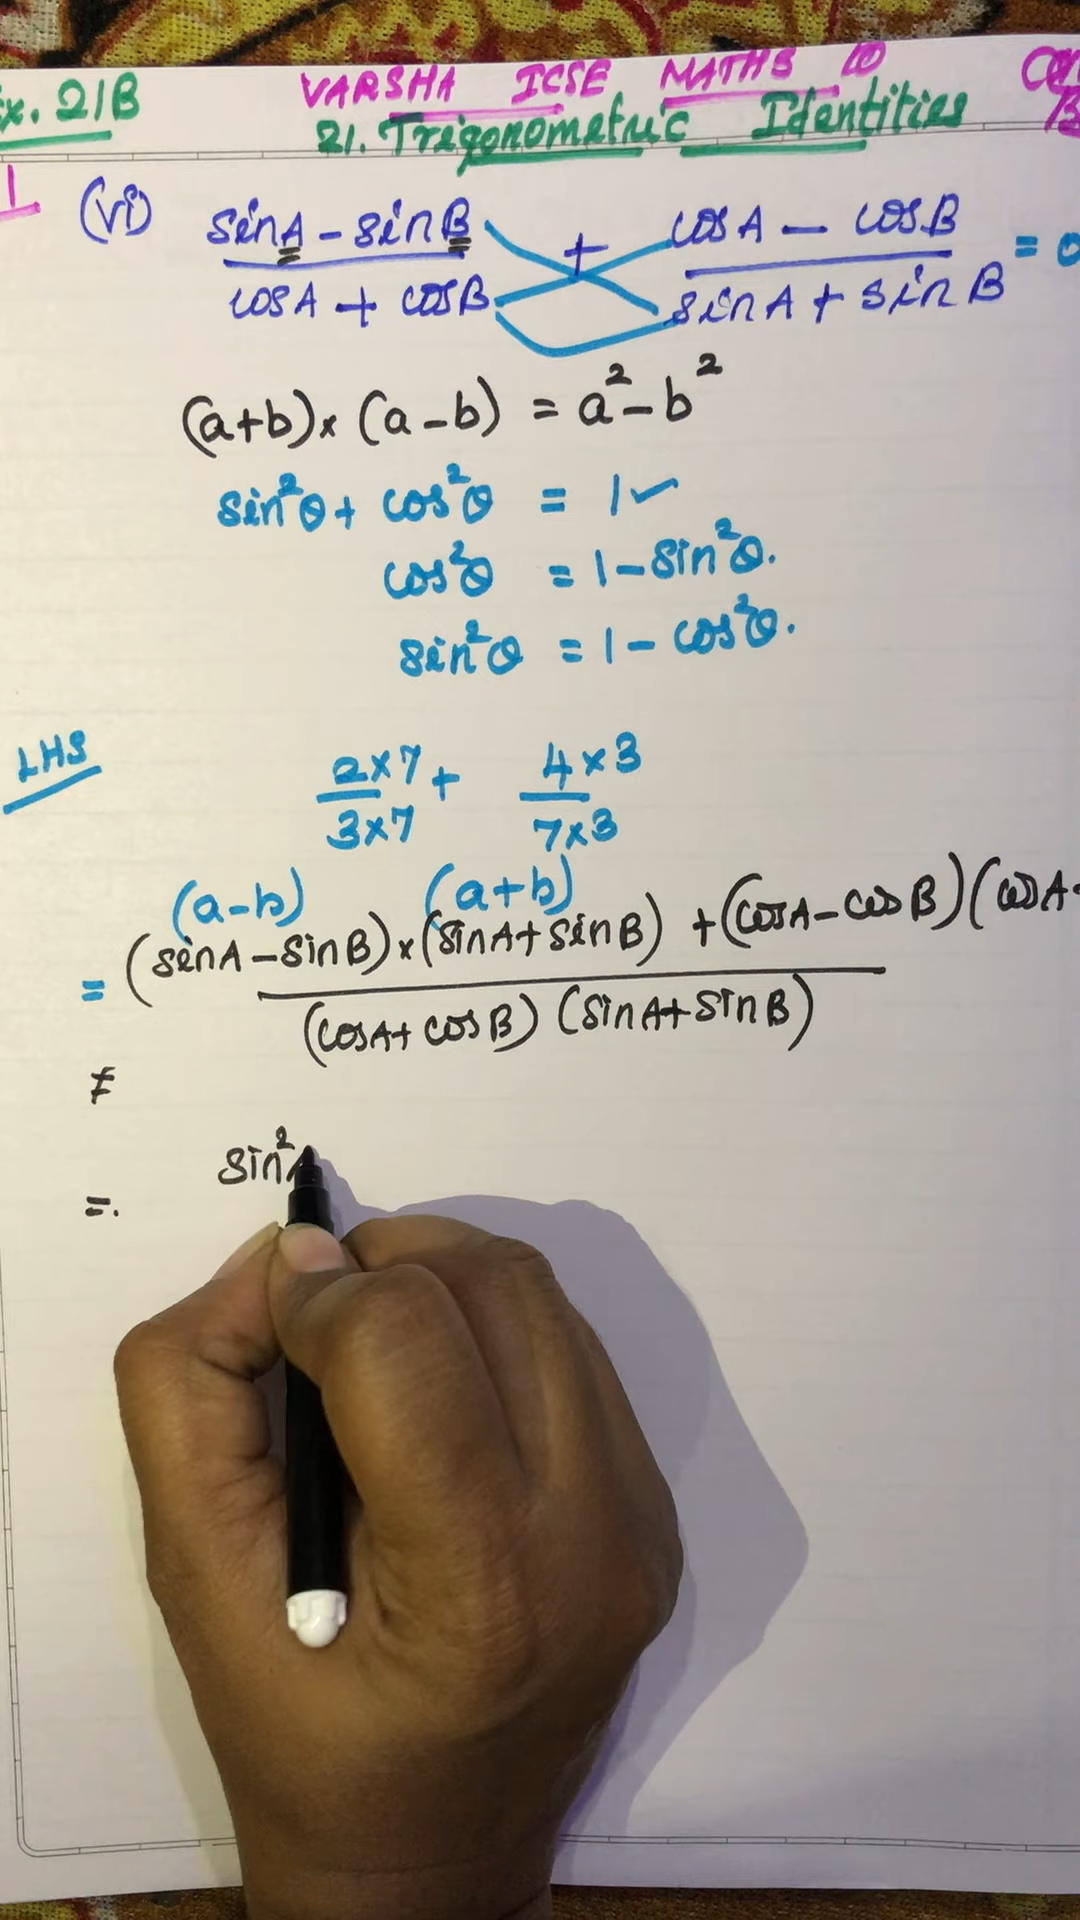 x. 21B VARSHA ICSE MATHS 10
21. Trigonometric Identities
1 (vi) sinA - sinB / cosA + cosB + cosA - cosB / sinA + sinB = 0
(a+b)×(a-b) = a²-b²
sin²θ + cos²θ = 1
cos²θ = 1-sin²θ.
sin²θ = 1 - cos²θ.
LHS 2×7 / 3×7 + 4×3 / 7×3
(a-b) (a+b)
= (sinA-sinB)×(sinA+sinB) +(cosA-cosB)(cosA+
(cosA+cosB) (sinA+sinB)
=
sin²
=.